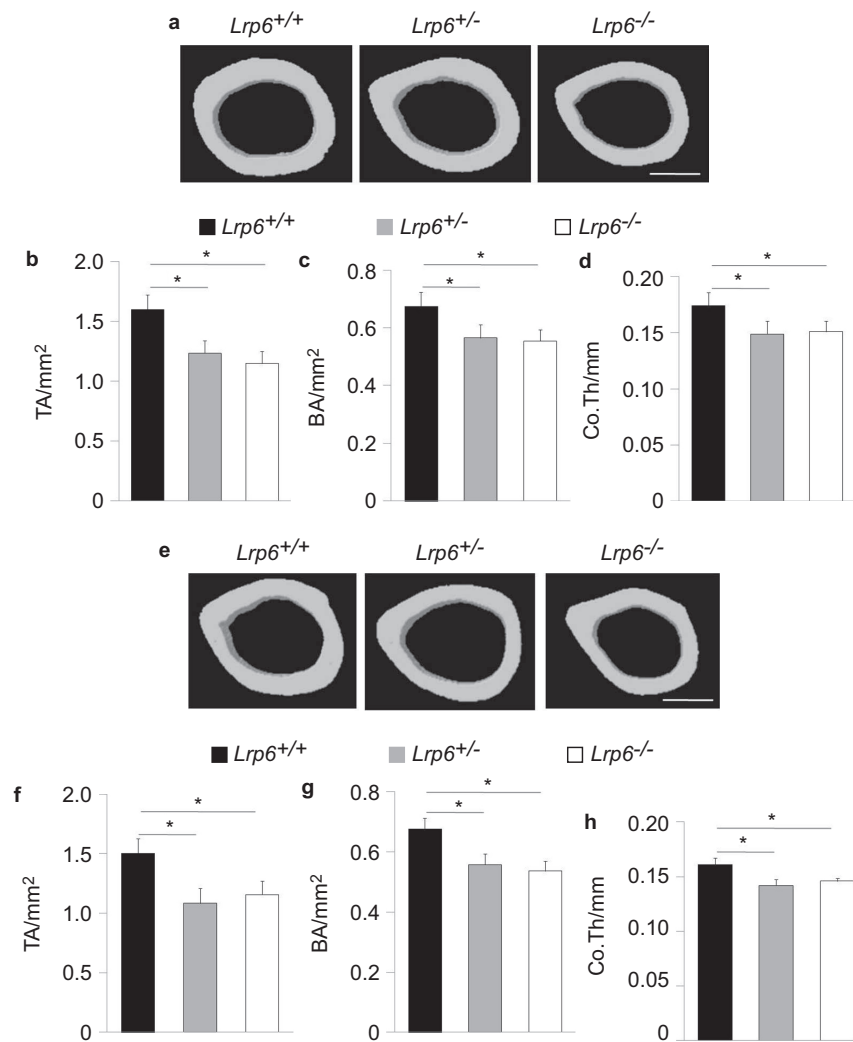 a Lrp6+/+ Lrp6+/- Lrp6-/-
Lrp6+/+ Lrp6+/- Lrp6-/-
b
TA/mm2
2.0
1.5
1.0
0.5
0
*
*
c
BA/mm2
0.8
0.6
0.4
0.2
0
*
*
d
Co.Th/mm
0.20
0.15
0.10
0.05
0
*
*
e Lrp6+/+ Lrp6+/- Lrp6-/-
Lrp6+/+ Lrp6+/- Lrp6-/-
f
TA/mm2
2.0
1.5
1.0
0.5
0
*
*
g
BA/mm2
0.8
0.6
0.4
0.2
0
*
*
h
Co.Th/mm
0.20
0.15
0.10
0.05
0
*
*